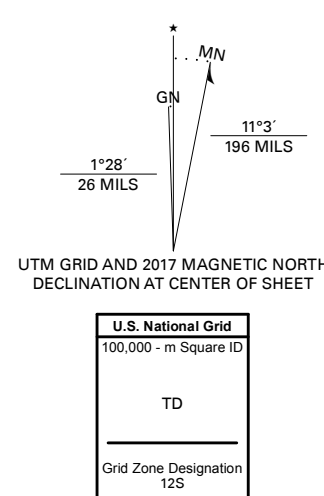 ★
MN
GN
11°3´
196 MILS
1°28´
26 MILS
UTM GRID AND 2017 MAGNETIC NORTH
DECLINATION AT CENTER OF SHEET
U.S. National Grid
100,000 - m Square ID
TD
Grid Zone Designation
12S